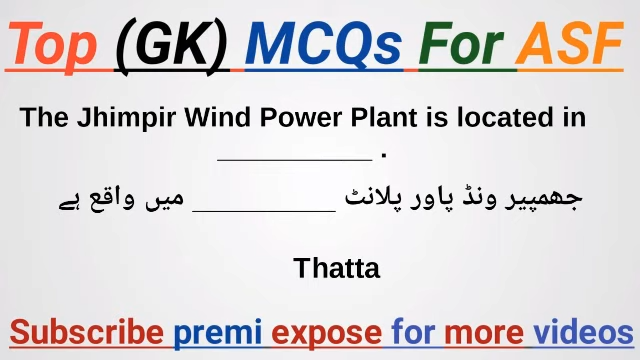 Top (GK) MCQs For ASF
The Jhimpir Wind Power Plant is located in
___________ .
جھمپیر ونڈ پاور پلانٹ __________ میں واقع ہے
Thatta
Subscribe premi expose for more videos